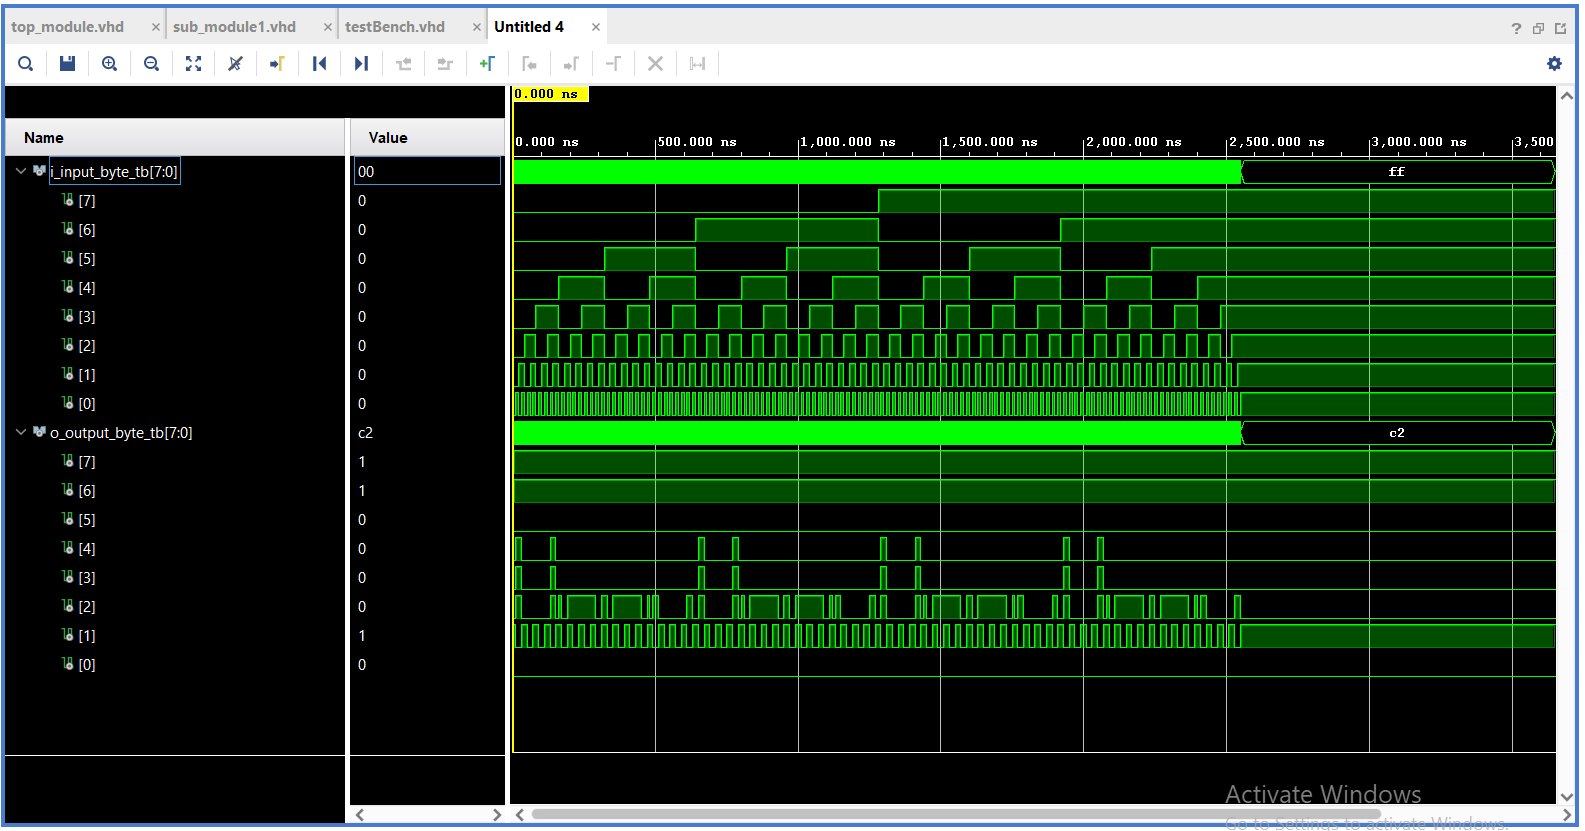 top_module.vhd × sub_module1.vhd × testBench.vhd × Untitled 4 × ?
0.000 ns
Name Value
0.000 ns 500.000 ns 1,000.000 ns 1,500.000 ns 2,000.000 ns 2,500.000 ns 3,000.000 ns 3,500
i_input_byte_tb[7:0] 00 ff
[7] 0
[6] 0
[5] 0
[4] 0
[3] 0
[2] 0
[1] 0
[0] 0
o_output_byte_tb[7:0] c2 c2
[7] 1
[6] 1
[5] 0
[4] 0
[3] 0
[2] 0
[1] 1
[0] 0
Activate Windows
Go to Settings to activate Windows.